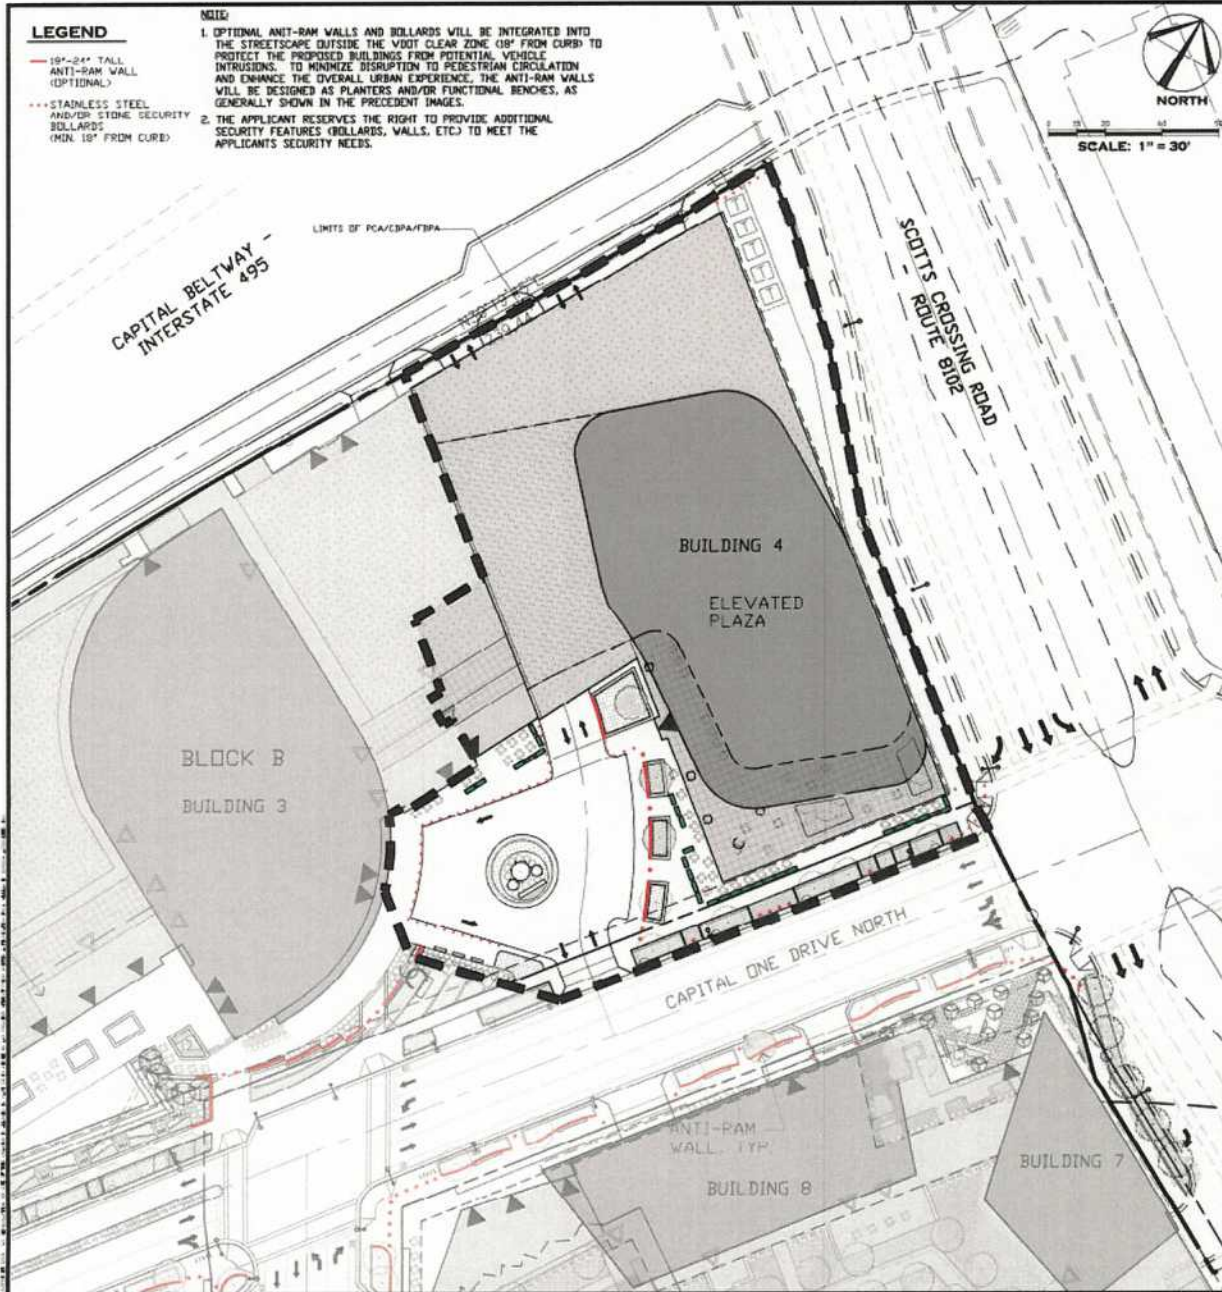 LEGEND
18"-24" TALL
ANTI-RAM WALL
(OPTIONAL)
STAINLESS STEEL
AND/OR STONE SECURITY
BOLLARDS
(MIN. 18" FROM CURB)
NOTE:
1. OPTIONAL ANIT-RAM WALLS AND BOLLARDS WILL BE INTEGRATED INTO
THE STREETSCAPE OUTSIDE THE VDOT CLEAR ZONE (18" FROM CURB) TO
PROTECT THE PROPOSED BUILDINGS FROM POTENTIAL VEHICLE
INTRUSIONS. TO MINIMIZE DISRUPTION TO PEDESTRIAN CIRCULATION
AND ENHANCE THE OVERALL URBAN EXPERIENCE, THE ANTI-RAM WALLS
WILL BE DESIGNED AS PLANTERS AND/OR FUNCTIONAL BENCHES, AS
GENERALLY SHOWN IN THE PRECEDENT IMAGES.
2. THE APPLICANT RESERVES THE RIGHT TO PROVIDE ADDITIONAL
SECURITY FEATURES (BOLLARDS, WALLS, ETC.) TO MEET THE
APPLICANTS SECURITY NEEDS.
NORTH
SCALE: 1" = 30'
LIMITS OF PCA/CDPA/FDPA
CAPITAL BELTWAY -
INTERSTATE 495
SCOTTS CROSSING ROAD
- ROUTE 8102
BUILDING 4
ELEVATED
PLAZA
BLOCK B
BUILDING 3
CAPITAL ONE DRIVE NORTH
ANTI-RAM
WALL, TYP.
BUILDING 8
BUILDING 7